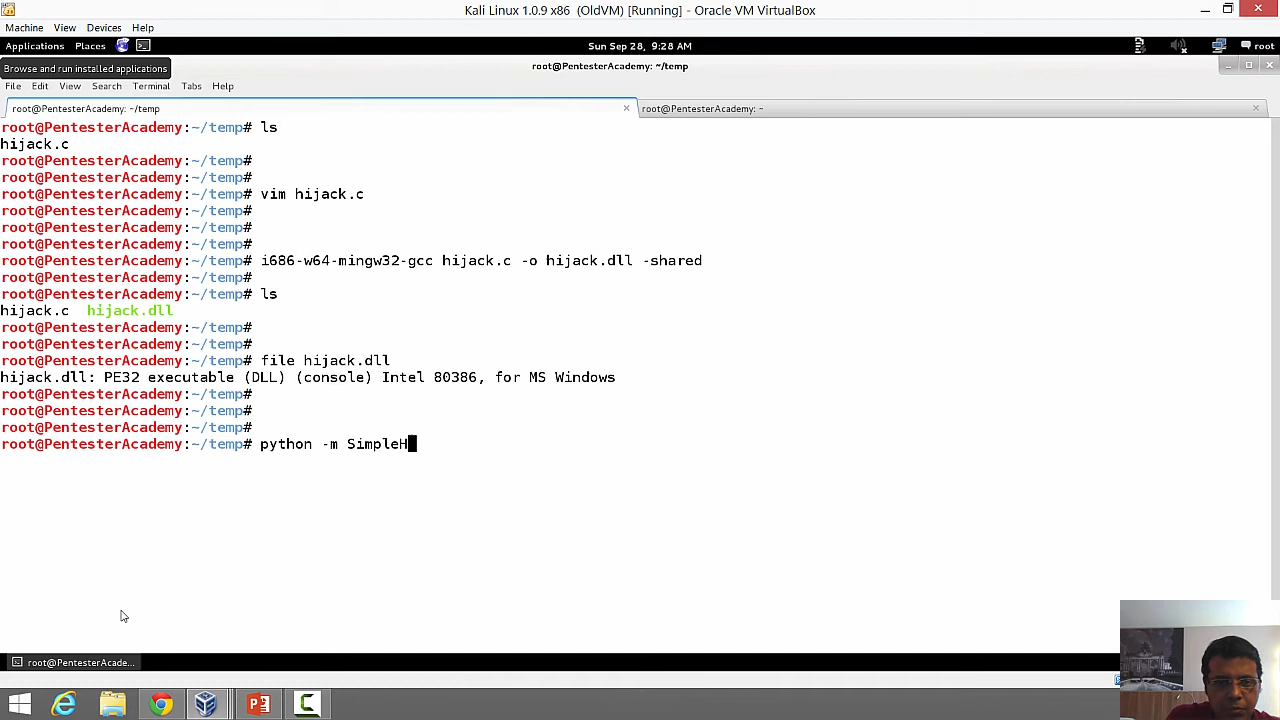 Kali Linux 1.0.9 x86 (OldVM) [Running] - Oracle VM VirtualBox
Machine View Devices Help
Applications Places Sun Sep 28, 9:28 AM root
Browse and run installed applications
root@PentesterAcademy: ~/temp
File Edit View Search Terminal Tabs Help
root@PentesterAcademy: ~/temp root@PentesterAcademy: ~
root@PentesterAcademy:~/temp# ls
hijack.c
root@PentesterAcademy:~/temp#
root@PentesterAcademy:~/temp#
root@PentesterAcademy:~/temp# vim hijack.c
root@PentesterAcademy:~/temp#
root@PentesterAcademy:~/temp#
root@PentesterAcademy:~/temp#
root@PentesterAcademy:~/temp# i686-w64-mingw32-gcc hijack.c -o hijack.dll -shared
root@PentesterAcademy:~/temp#
root@PentesterAcademy:~/temp# ls
hijack.c hijack.dll
root@PentesterAcademy:~/temp#
root@PentesterAcademy:~/temp#
root@PentesterAcademy:~/temp# file hijack.dll
hijack.dll: PE32 executable (DLL) (console) Intel 80386, for MS Windows
root@PentesterAcademy:~/temp#
root@PentesterAcademy:~/temp#
root@PentesterAcademy:~/temp#
root@PentesterAcademy:~/temp# python -m SimpleH
root@PentesterAcade...